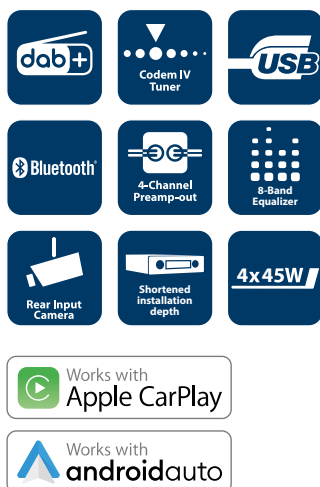 dab+
Codem IV
Tuner
USB
Bluetooth®
4-Channel
Preamp-out
8-Band
Equalizer
Rear Input
Camera
Shortened
installation
depth
4x45W
Works with
Apple CarPlay
Works with
androidauto